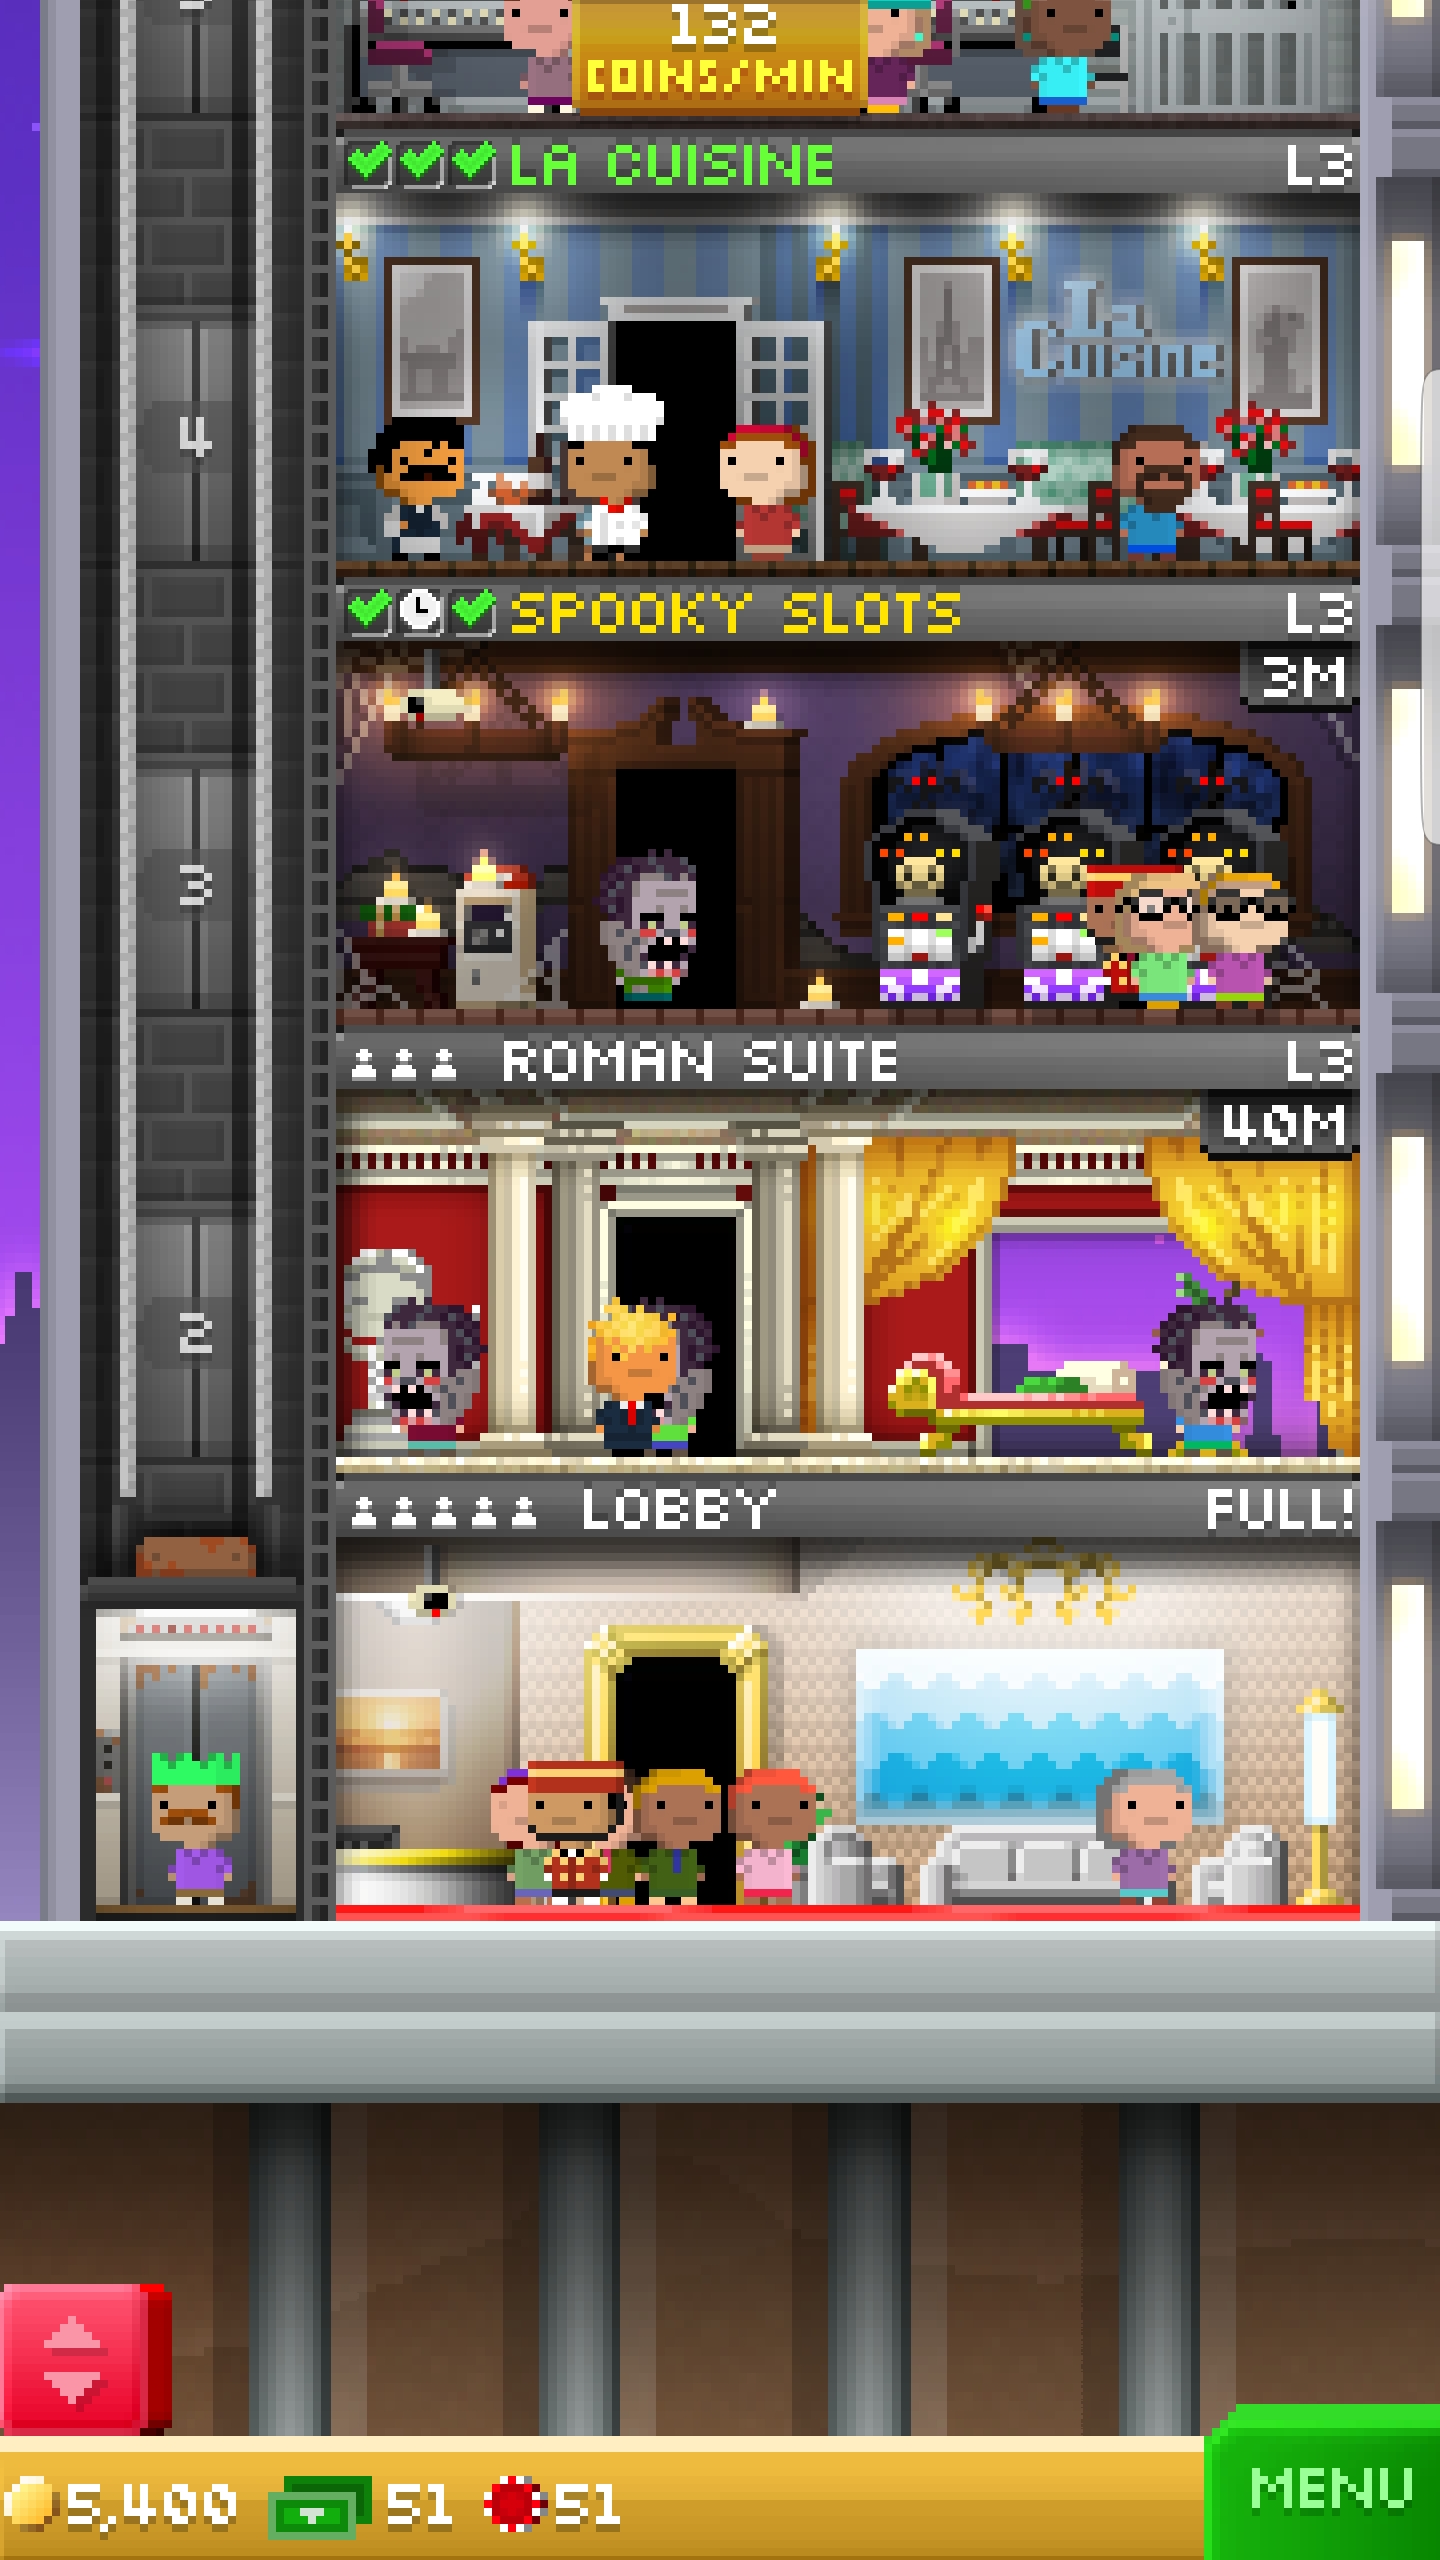 132
COINS/MIN
LA CUISINE L3
La
Cuisine
4
SPOOKY SLOTS L3
3M
3
ROMAN SUITE L3
40M
2
LOBBY FULL!
5,400 51 51
MENU